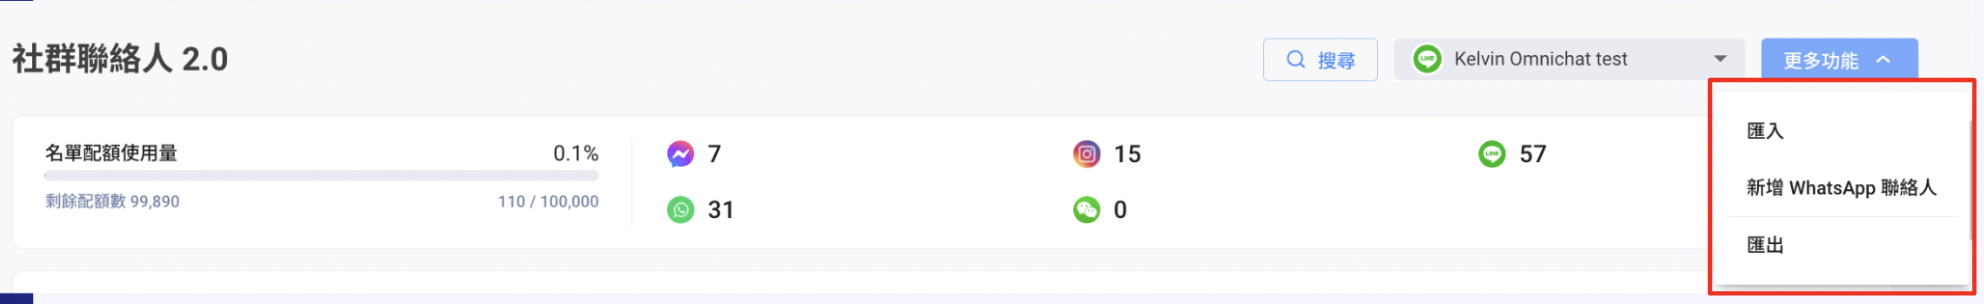 社群聯絡人 2.0
搜尋
LINE
Kelvin Omnichat test
更多功能
匯入
新增 WhatsApp 聯絡人
匯出
名單配額使用量
0.1%
剩餘配額數 99,890
110 / 100,000
7
15
LINE
57
31
0